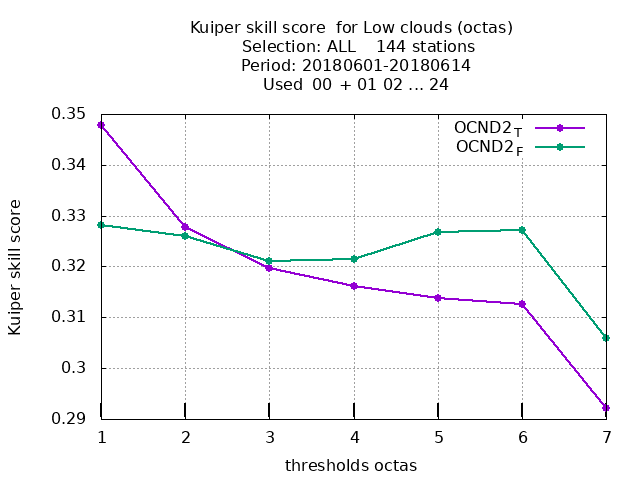 Kuiper skill score  for Low clouds (octas)
Selection: ALL    144 stations
Period: 20180601-20180614
Used  00 + 01 02 ... 24
OCND2T
OCND2F
Kuiper skill score
0.35
0.34
0.33
0.32
0.31
0.3
0.29
1 2 3 4 5 6 7
thresholds octas